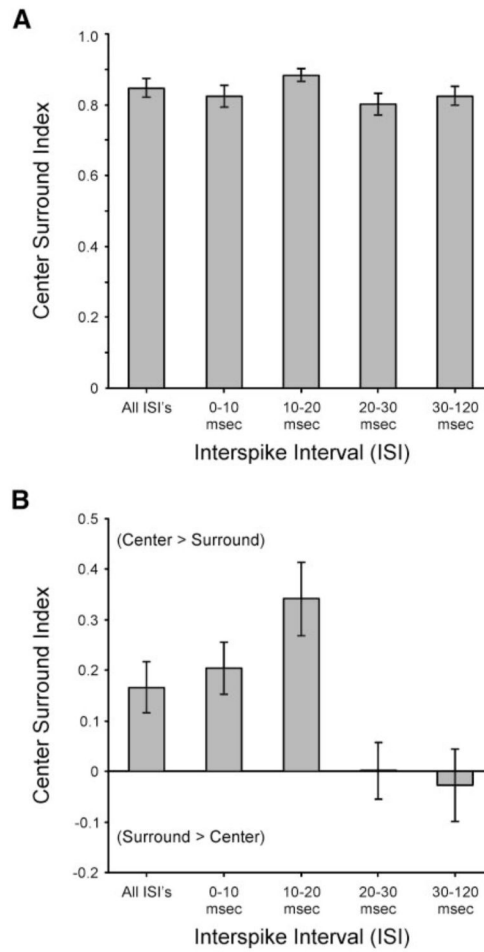 A
Center Surround Index
1.0
0.8
0.6
0.4
0.2
0
All ISI's
0-10
msec
10-20
msec
20-30
msec
30-120
msec
Interspike Interval (ISI)
B
Center Surround Index
0.5
(Center > Surround)
0.4
0.3
0.2
0.1
0
-0.1
(Surround > Center)
-0.2
All ISI's
0-10
msec
10-20
msec
20-30
msec
30-120
msec
Interspike Interval (ISI)